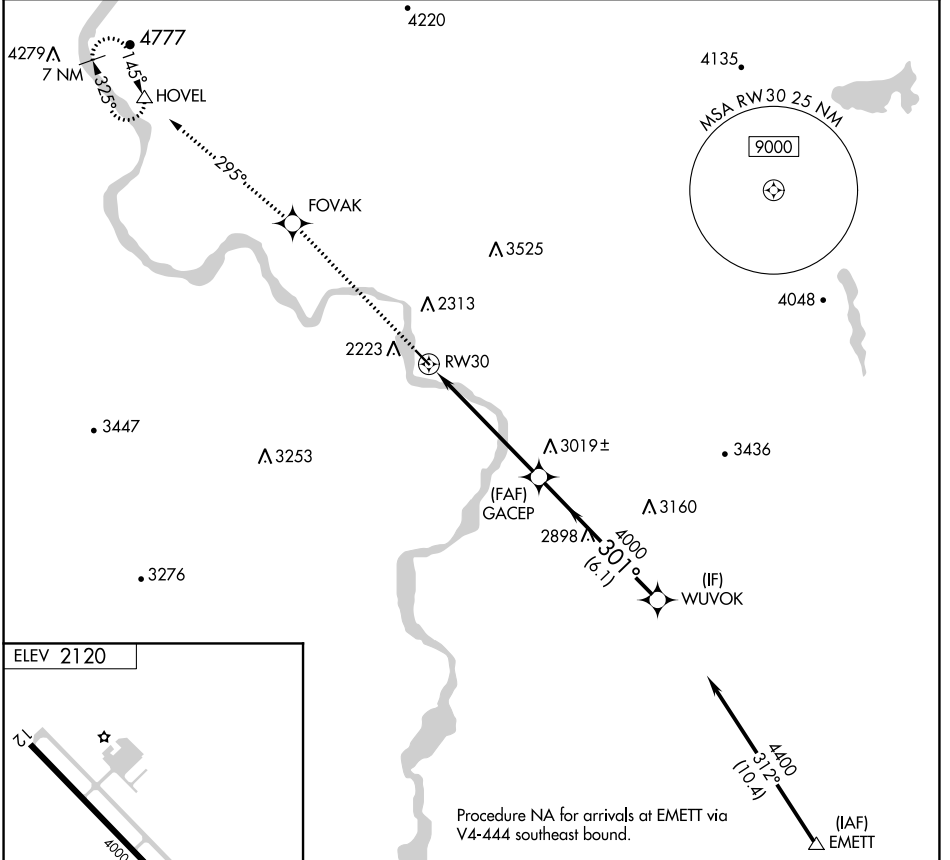 4220
4777
4279
7 NM
145°
325°
HOVEL
4135
MSA RW30 25 NM
9000
295°
FOVAK
3525
4048
2313
2223
RW30
3447
3253
3019±
3436
(FAF)
GACEP
3160
2898
4000
301°
(6.1)
(IF)
WUVOK
3276
ELEV 2120
12
4000
4400
312°
(10.4)
Procedure NA for arrivals at EMETT via
V4-444 southeast bound.
(IAF)
EMETT